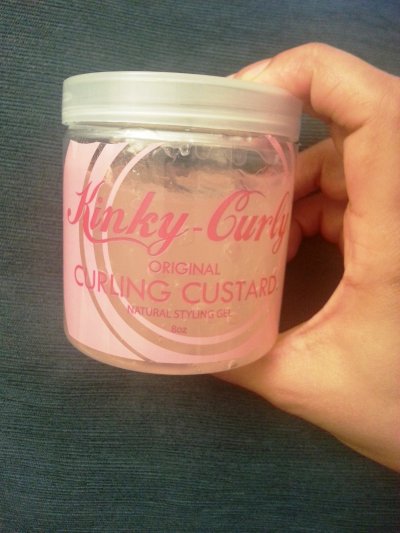 Kinky-Curly
ORIGINAL
CURLING CUSTARD
NATURAL STYLING GEL
8oz